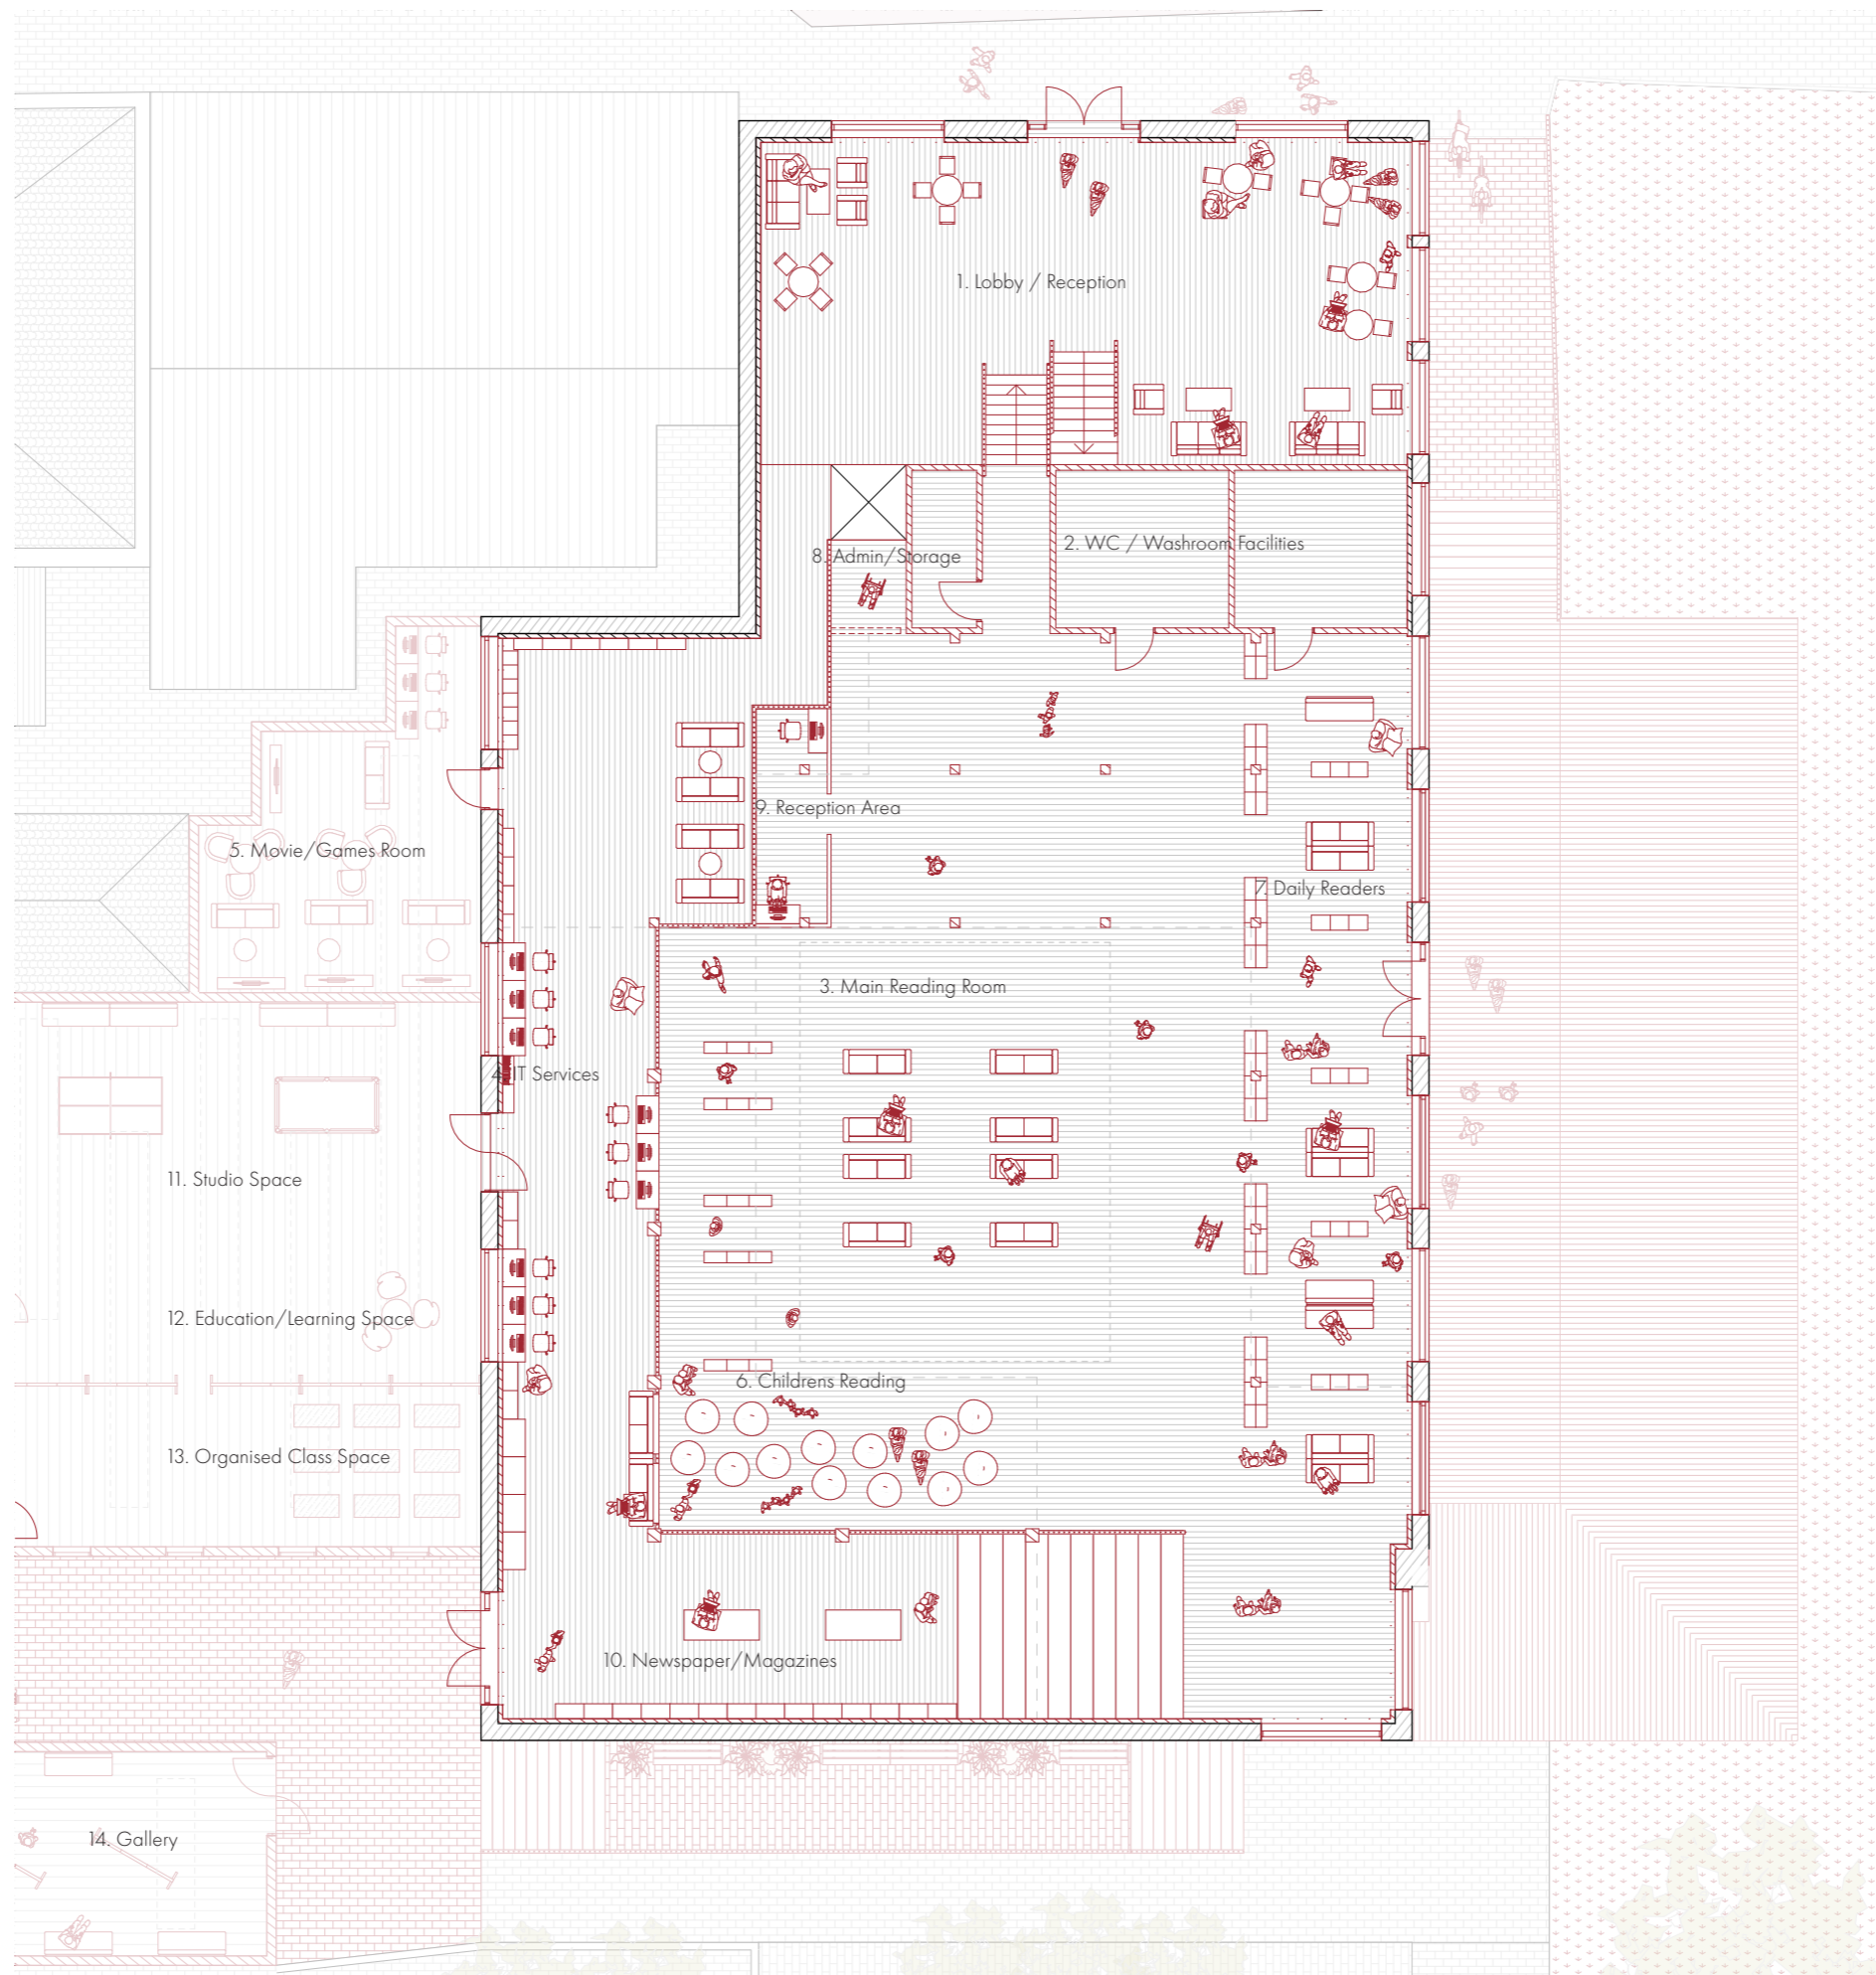 1. Lobby / Reception
2. WC / Washroom Facilities
8. Admin/Storage
9. Reception Area
5. Movie/Games Room
7. Daily Readers
3. Main Reading Room
4. IT Services
11. Studio Space
12. Education/Learning Space
6. Childrens Reading
13. Organised Class Space
10. Newspaper/Magazines
14. Gallery